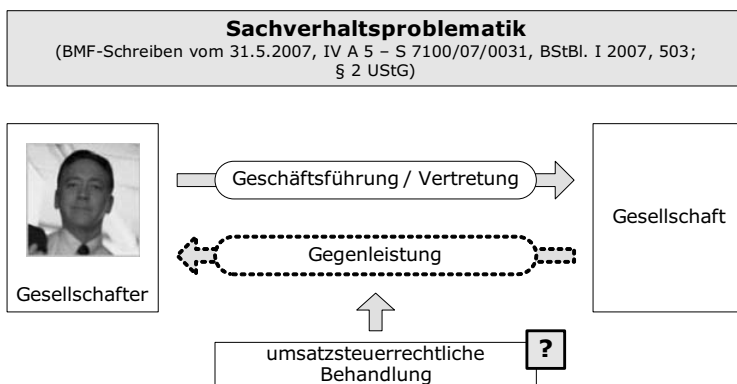 Sachverhaltsproblematik
(BMF-Schreiben vom 31.5.2007, IV A 5 – S 7100/07/0031, BStBl. I 2007, 503;
§ 2 UStG)
Geschäftsführung / Vertretung
Gesellschaft
Gegenleistung
Gesellschafter
umsatzsteuerrechtliche
Behandlung
?